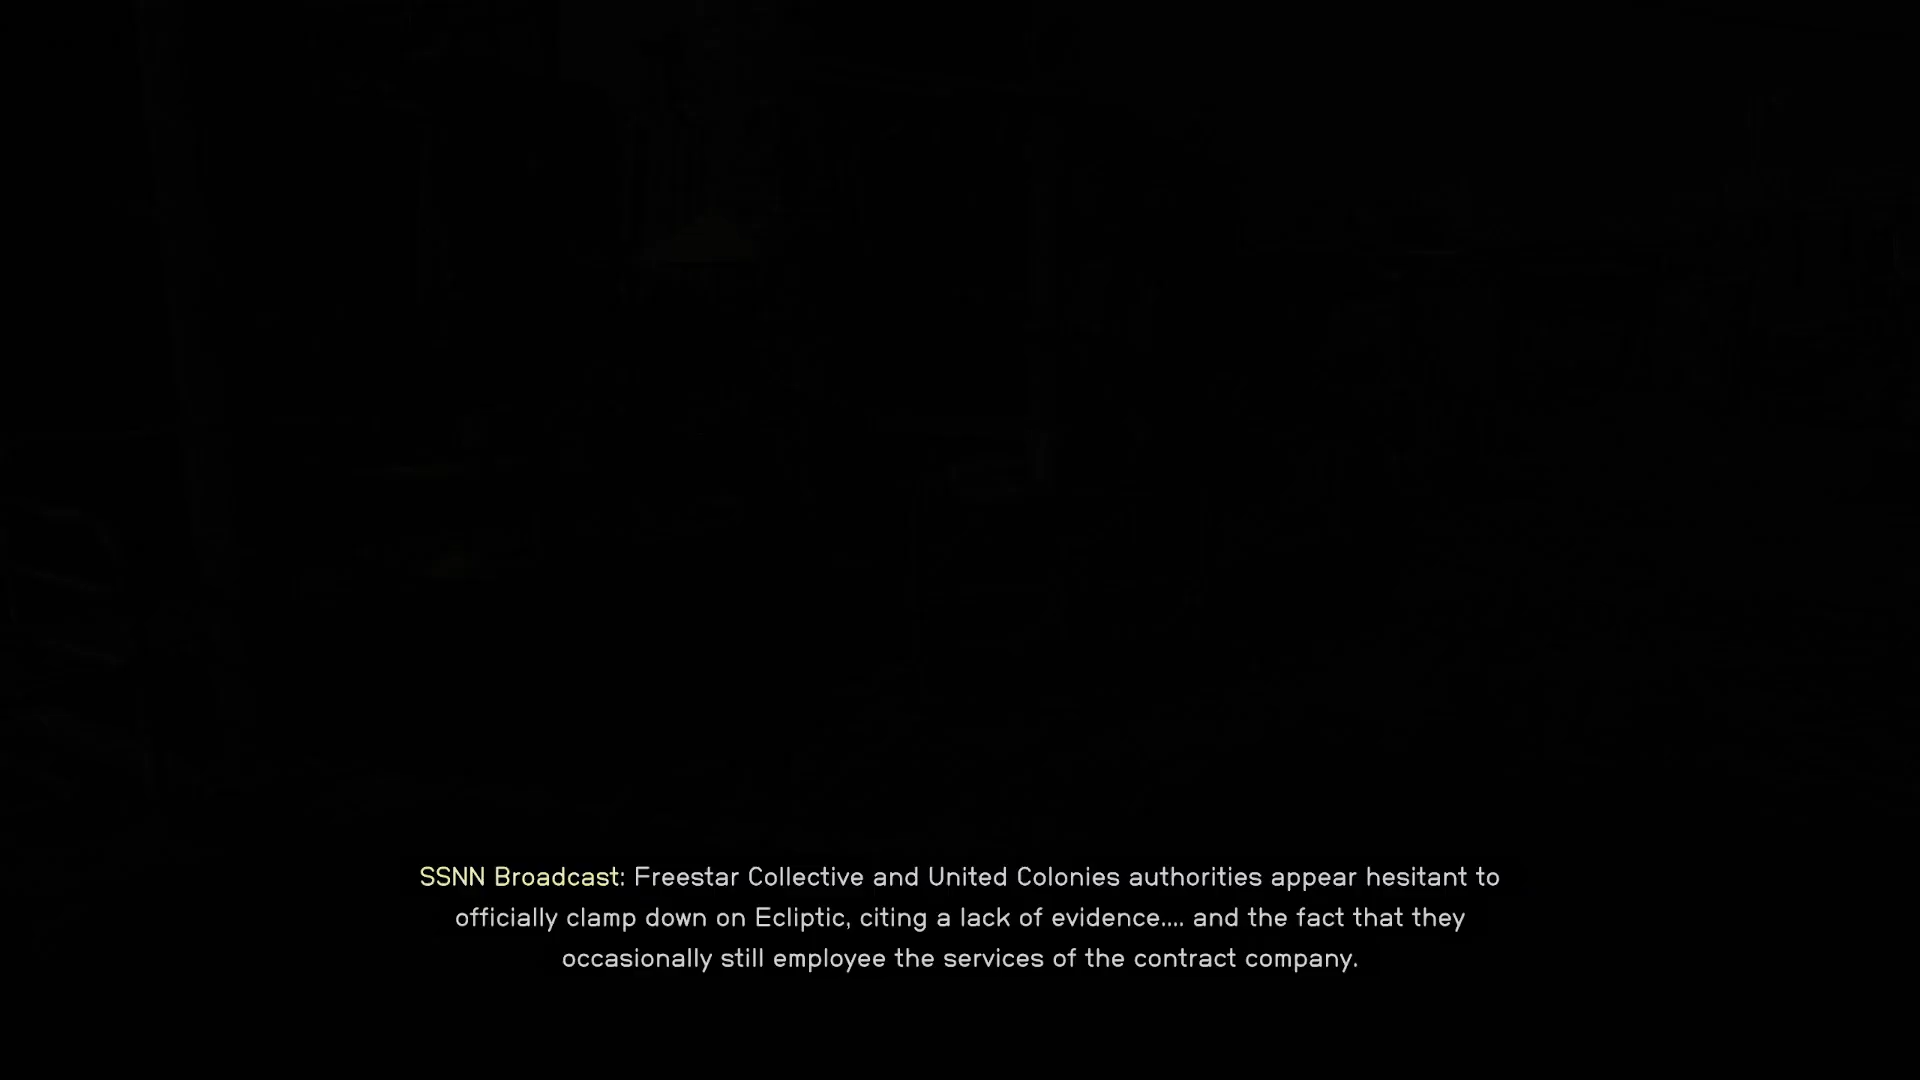 SSNN Broadcast: Freestar Collective and United Colonies authorities appear hesitant to
officially clamp down on Ecliptic, citing a lack of evidence.... and the fact that they
occasionally still employee the services of the contract company.